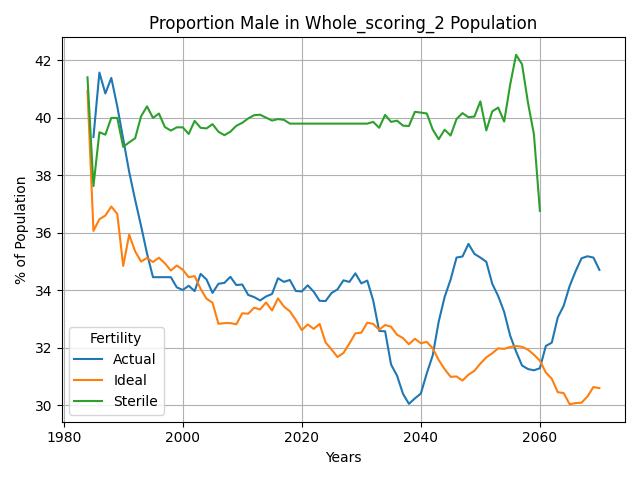 Proportion Male in Whole_scoring_2 Population
% of Population
42
40
38
36
34
32
30
Fertility
Actual
Ideal
Sterile
1980
2000
2020
2040
2060
Years